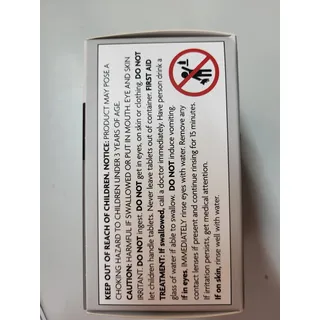 KEEP OUT OF REACH OF CHILDREN. NOTICE: PRODUCT MAY POSE A
CHOKING HAZARD TO CHILDREN UNDER 3 YEARS OF AGE.
CAUTION: HARMFUL IF SWALLOWED OR PUT IN MOUTH. EYE AND SKIN
IRRITANT. DO NOT ingest. DO NOT get in eyes, on skin or clothing. DO NOT
let children handle tablets. Never leave tablets out of container. FIRST AID
TREATMENT: If swallowed, call a doctor immediately. Have person drink a
glass of water if able to swallow. DO NOT induce vomiting.
If in eyes, IMMEDIATELY rinse eyes with water. Remove any
contact lenses if present and continue rinsing for 15 minutes.
If irritation persists, get medical attention.
If on skin, rinse well with water.